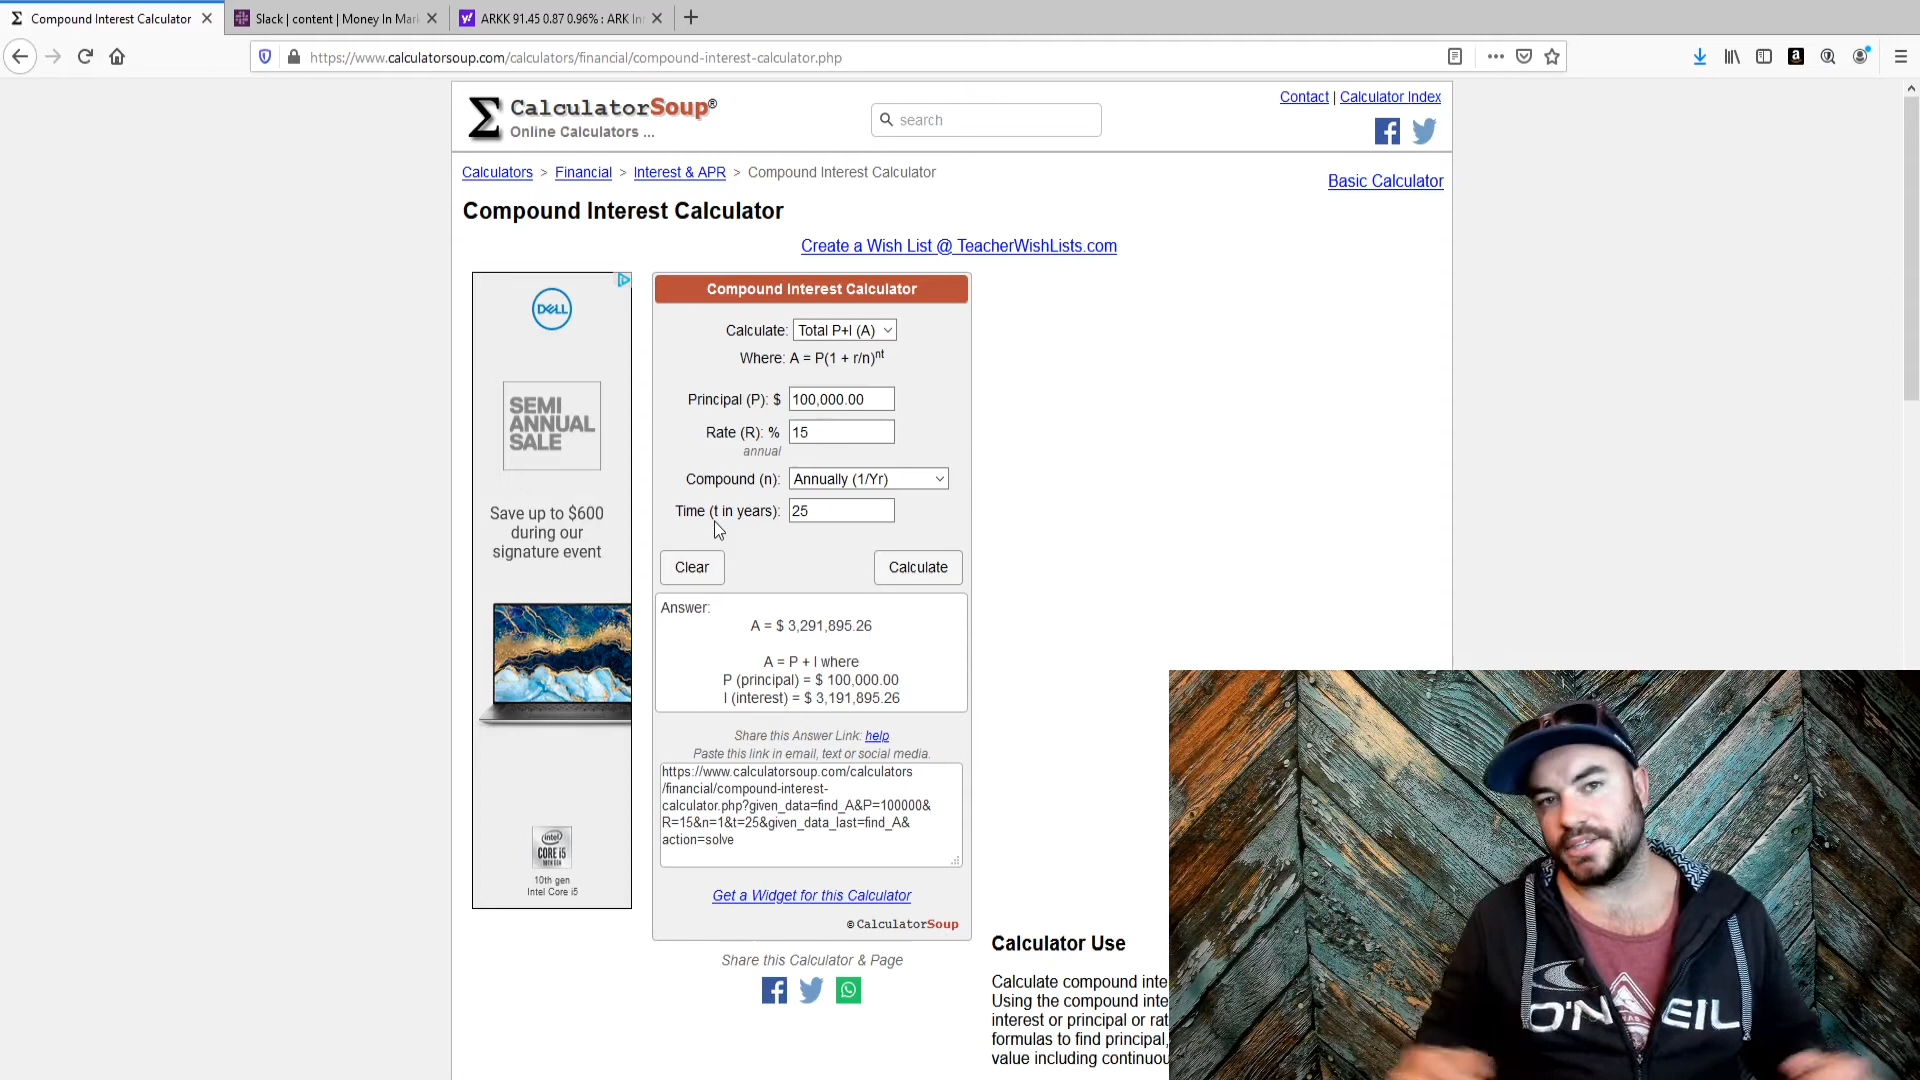 Compound Interest Calculator
Slack | content | Money In Mar
ARKK 91.45 0.87 0.96% : ARK In
https://www.calculatorsoup.com/calculators/financial/compound-interest-calculator.php
CalculatorSoup®
Online Calculators ...
search
Contact | Calculator Index
Calculators > Financial > Interest & APR > Compound Interest Calculator
Basic Calculator
Compound Interest Calculator
Create a Wish List @ TeacherWishLists.com
DELL
SEMI
ANNUAL
SALE
Save up to $600
during our
signature event
intel
CORE i5
10TH GEN
10th gen
Intel Core i5
Compound Interest Calculator
Calculate: Total P+I (A)
Where: A = P(1 + r/n)^nt
Principal (P): $ 100,000.00
Rate (R): % 15
annual
Compound (n): Annually (1/Yr)
Time (t in years): 25
Clear
Calculate
Answer:
A = $ 3,291,895.26
A = P + I where
P (principal) = $ 100,000.00
I (interest) = $ 3,191,895.26
Share this Answer Link: help
Paste this link in email, text or social media.
https://www.calculatorsoup.com/calculators
/financial/compound-interest-
calculator.php?given_data=find_A&P=100000&
R=15&n=1&t=25&given_data_last=find_A&
action=solve
Get a Widget for this Calculator
© CalculatorSoup
Share this Calculator & Page
Calculator Use
Calculate compound inte
Using the compound inte
interest or principal or rat
formulas to find principal,
value including continuou
O'NEIL